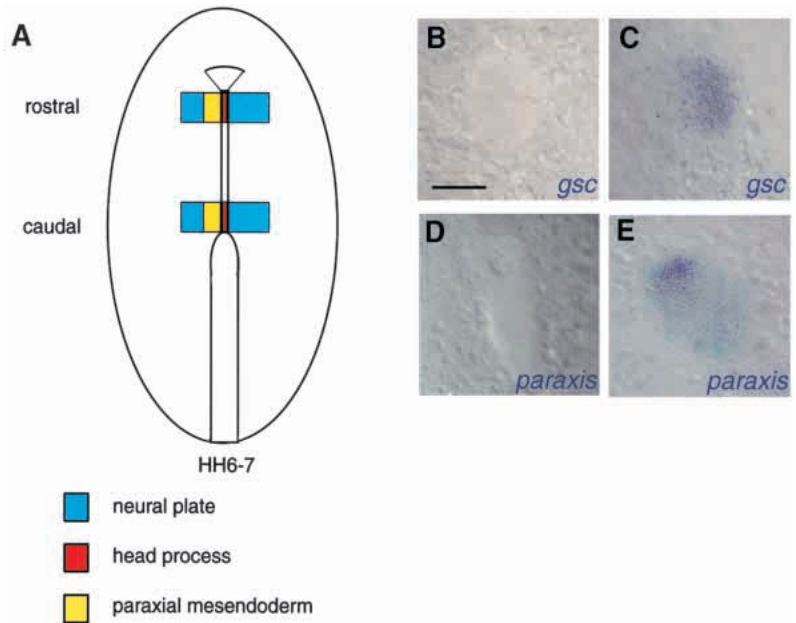 A
rostral
caudal
HH6-7
neural plate
head process
paraxial mesendoderm
B
gsc
C
gsc
D
paraxis
E
paraxis